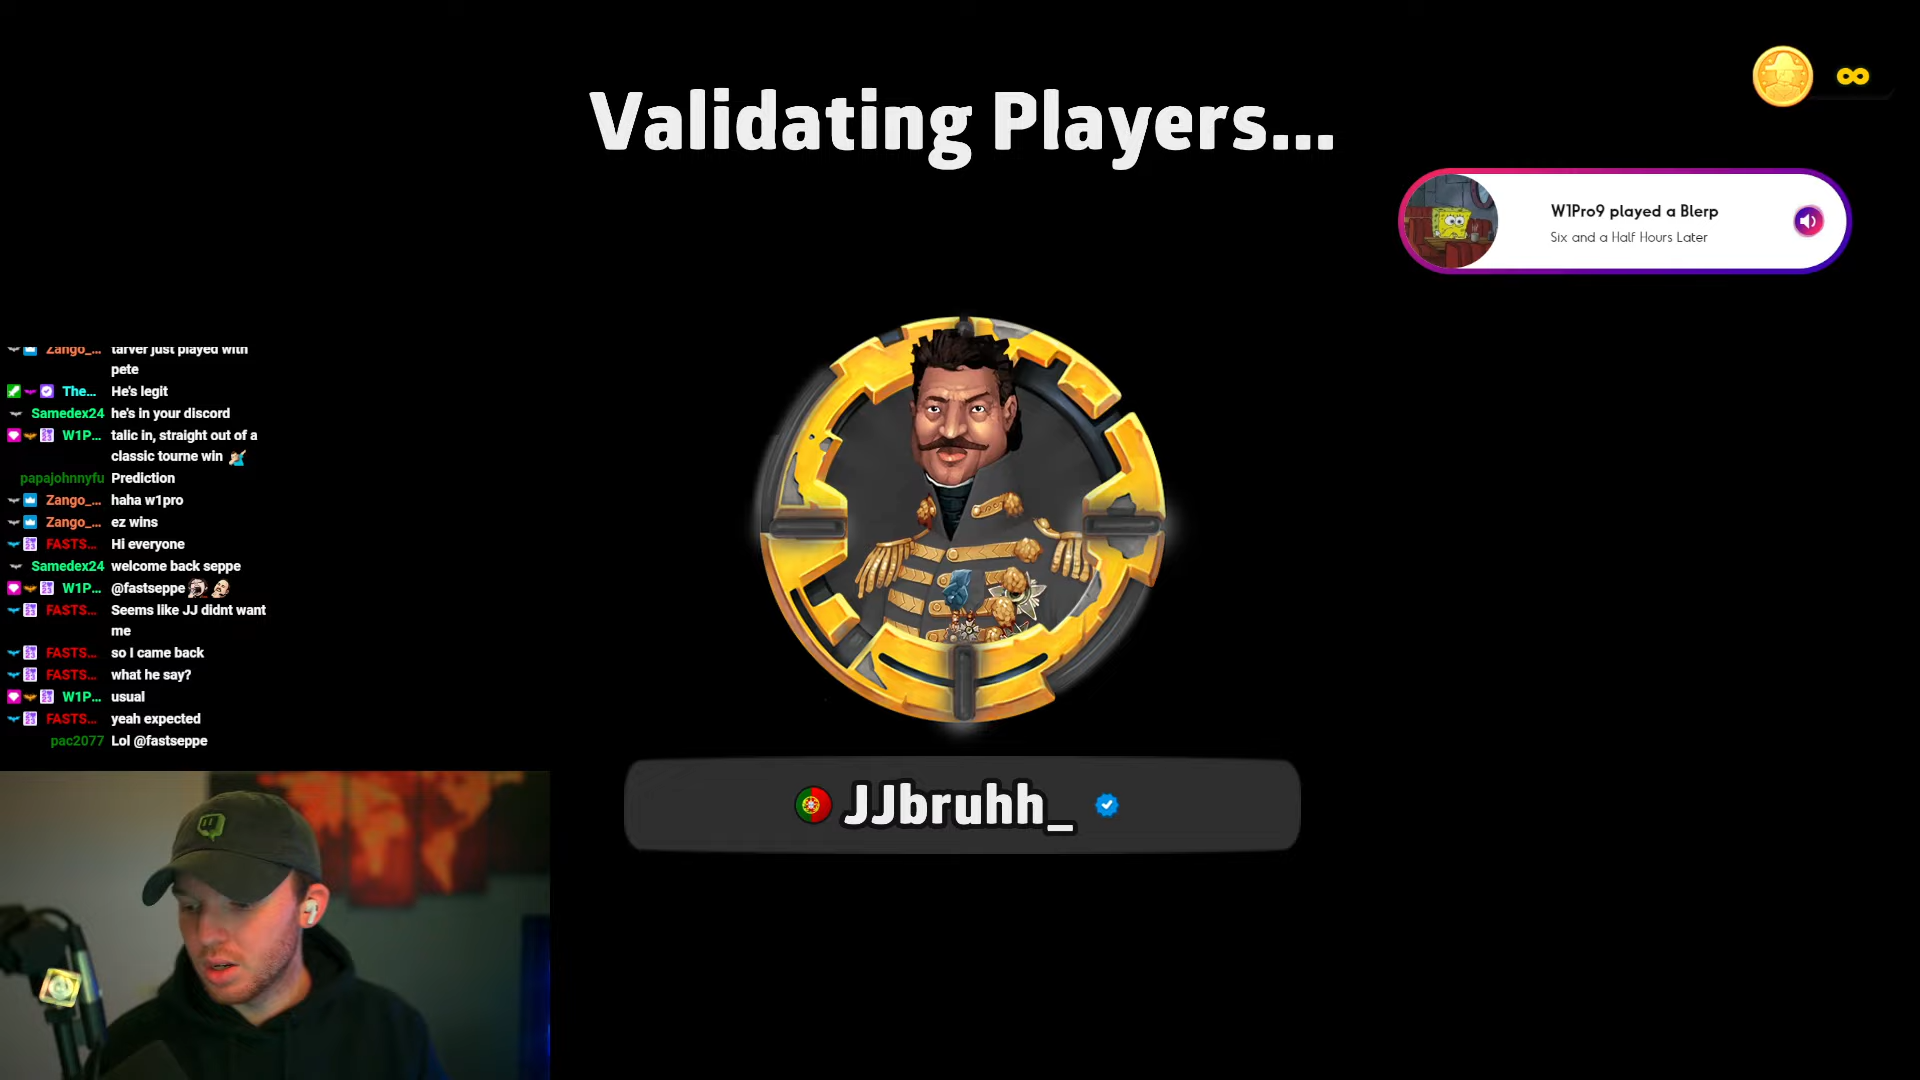 Validating Players...
∞
W1Pro9 played a Blerp
Six and a Half Hours Later
Zango_... tarver just played with
pete
The... He's legit
Samedex24 he's in your discord
W1P... talic in, straight out of a
classic tourne win
papajohnnyfu Prediction
Zango_... haha w1pro
Zango_... ez wins
FASTS... Hi everyone
Samedex24 welcome back seppe
W1P... @fastseppe
FASTS... Seems like JJ didnt want
me
FASTS... so I came back
FASTS... what he say?
W1P... usual
FASTS... yeah expected
pac2077 Lol @fastseppe
JJbruhh_